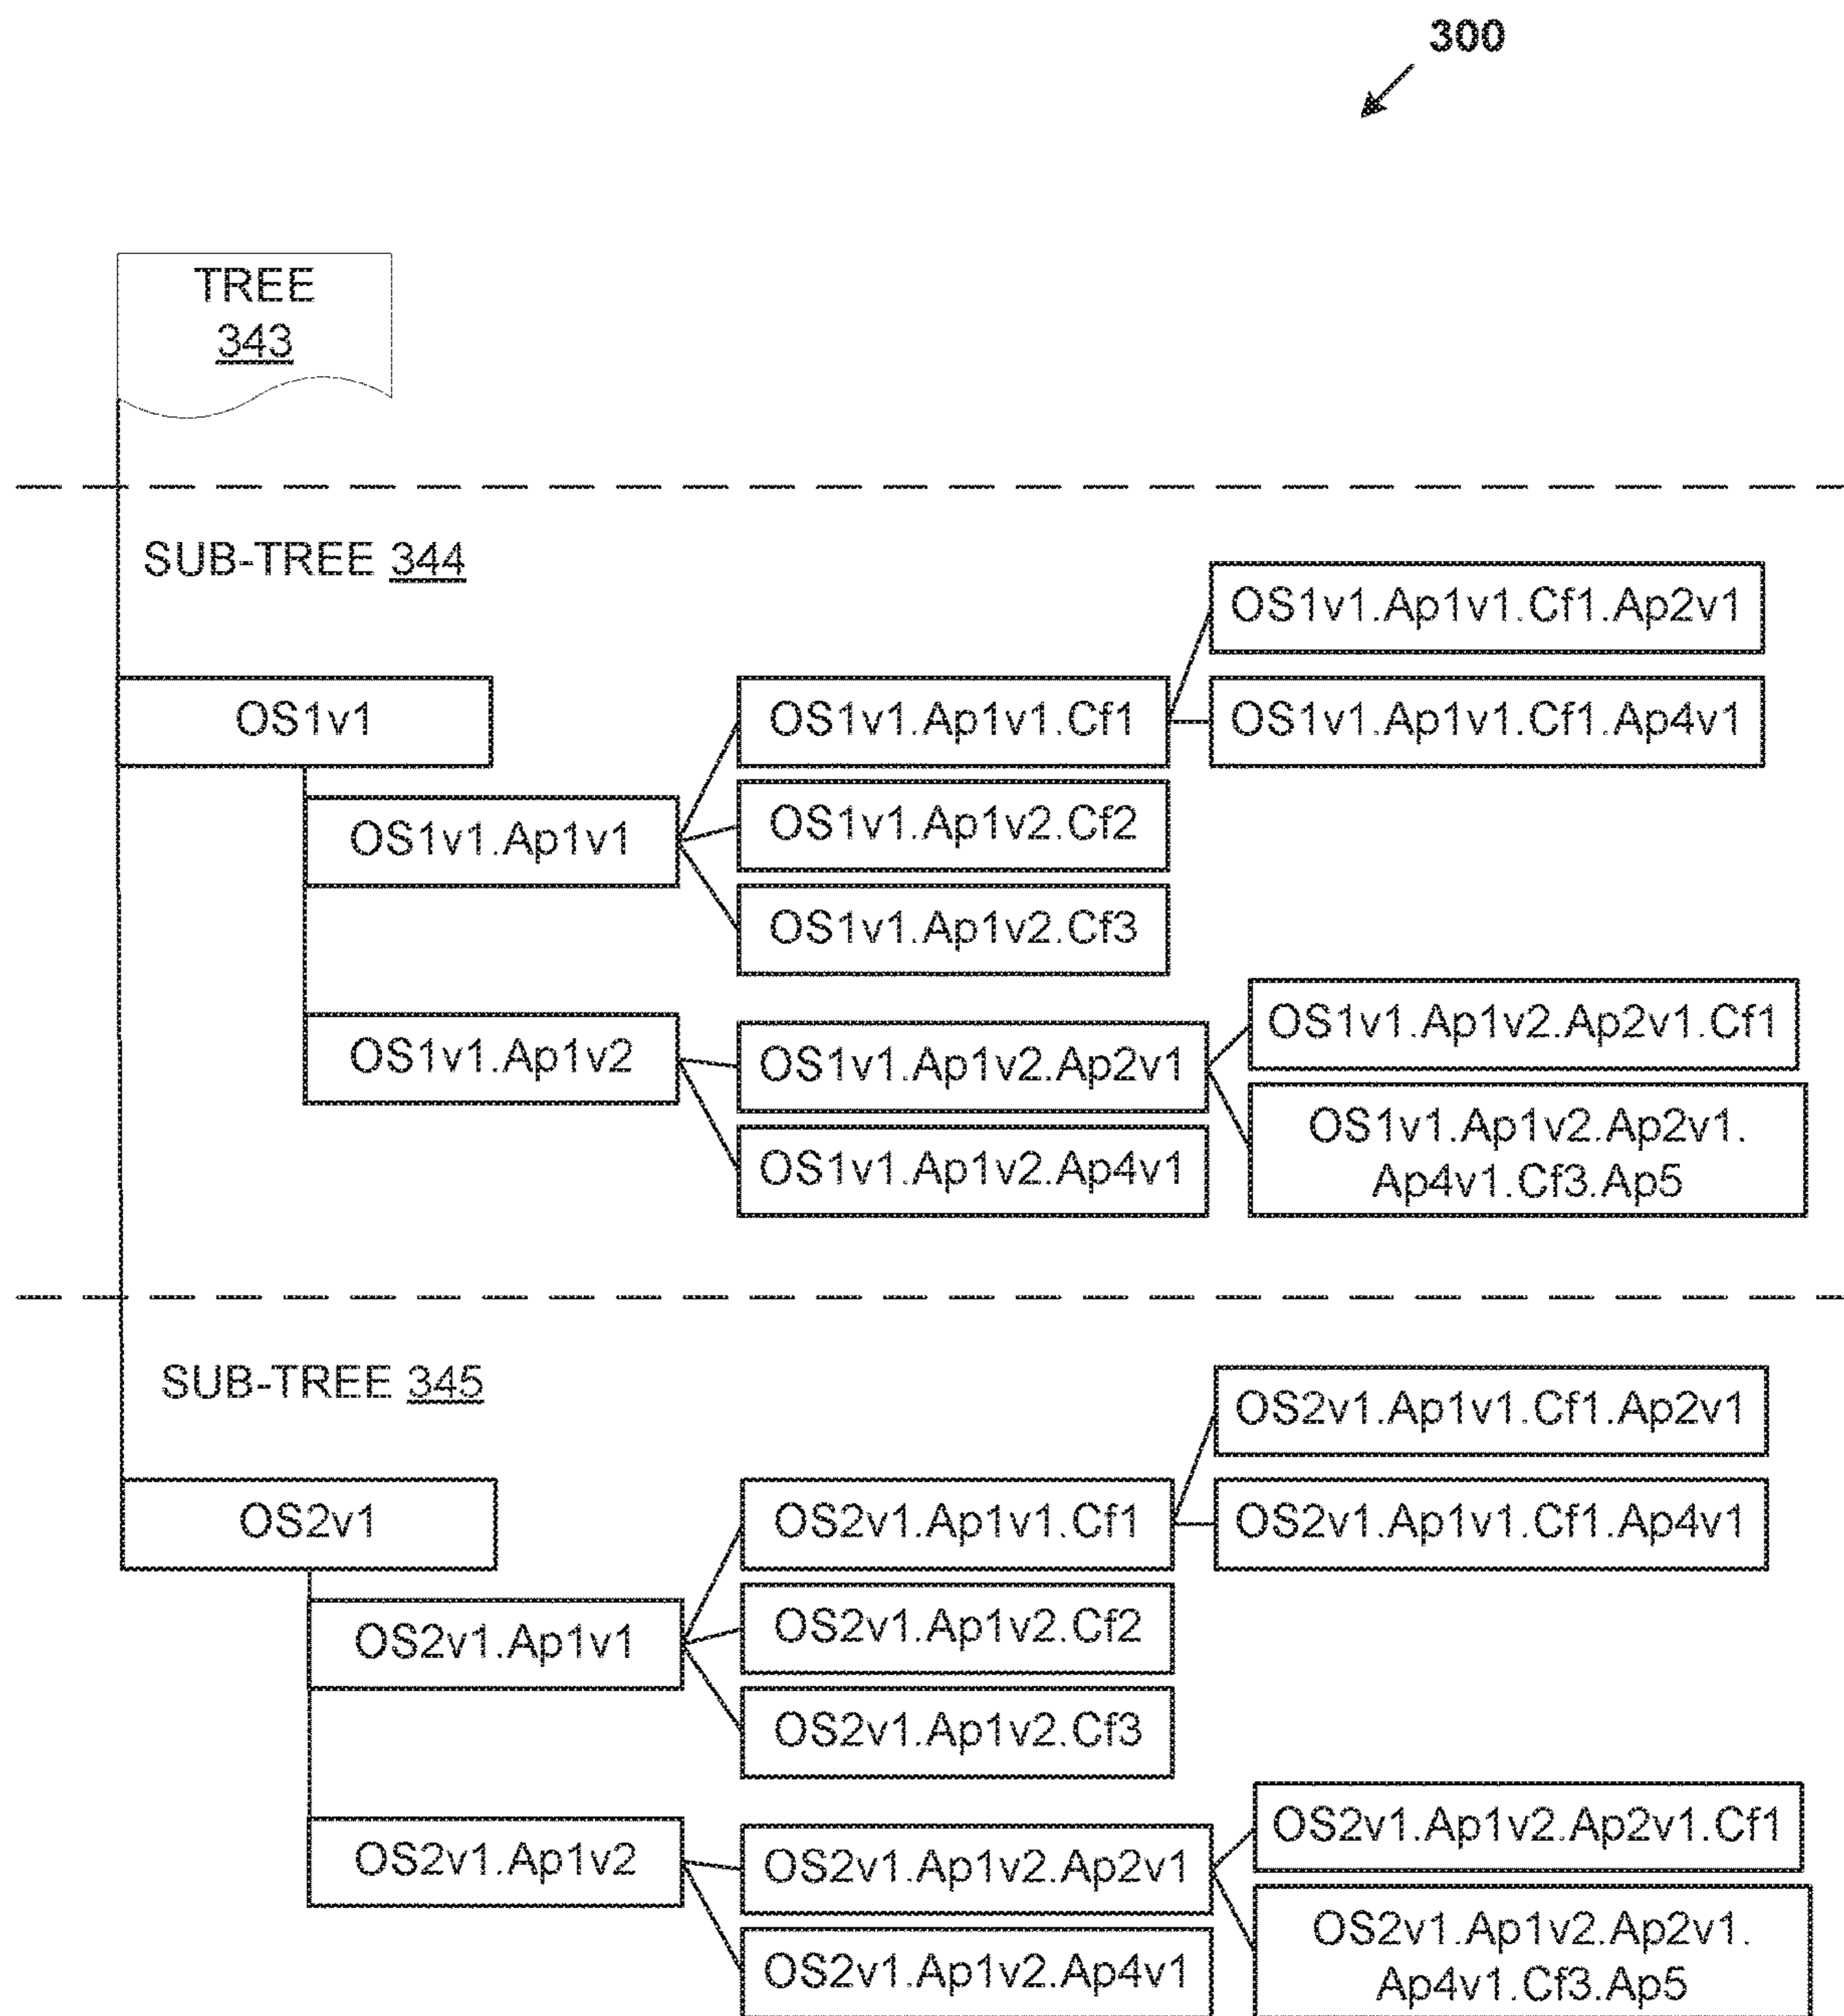 300
TREE
343
SUB-TREE 344
OS1v1.Ap1v1.Cf1.Ap2v1
OS1v1
OS1v1.Ap1v1.Cf1
OS1v1.Ap1v1.Cf1.Ap4v1
OS1v1.Ap1v1
OS1v1.Ap1v2.Cf2
OS1v1.Ap1v2.Cf3
OS1v1.Ap1v2
OS1v1.Ap1v2.Ap2v1
OS1v1.Ap1v2.Ap2v1.Cf1
OS1v1.Ap1v2.Ap4v1
OS1v1.Ap1v2.Ap2v1.
Ap4v1.Cf3.Ap5
SUB-TREE 345
OS2v1.Ap1v1.Cf1.Ap2v1
OS2v1
OS2v1.Ap1v1.Cf1
OS2v1.Ap1v1.Cf1.Ap4v1
OS2v1.Ap1v1
OS2v1.Ap1v2.Cf2
OS2v1.Ap1v2.Cf3
OS2v1.Ap1v2
OS2v1.Ap1v2.Ap2v1
OS2v1.Ap1v2.Ap2v1.Cf1
OS2v1.Ap1v2.Ap4v1
OS2v1.Ap1v2.Ap2v1.
Ap4v1.Cf3.Ap5